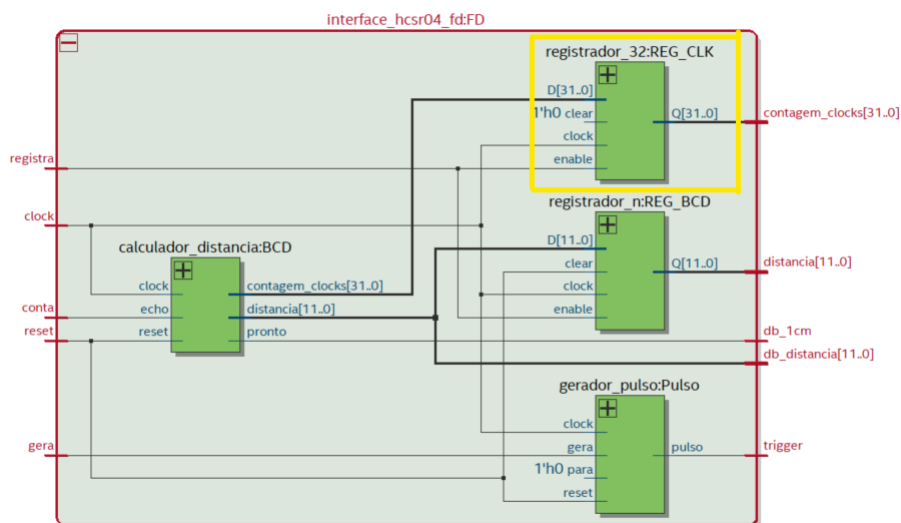 interface_hcsr04_fd:FD
registrador_32:REG_CLK
D[31..0]
1'h0 clear
clock
enable
Q[31..0]
contagem_clocks[31..0]
registra
clock
registrador_n:REG_BCD
D[11..0]
clear
clock
enable
Q[11..0]
distancia[11..0]
calculador_distancia:BCD
clock
echo
reset
contagem_clocks[31..0]
distancia[11..0]
pronto
conta
reset
db_1cm
db_distancia[11..0]
gerador_pulso:Pulso
clock
gera
1'h0 para
reset
pulso
gera
trigger